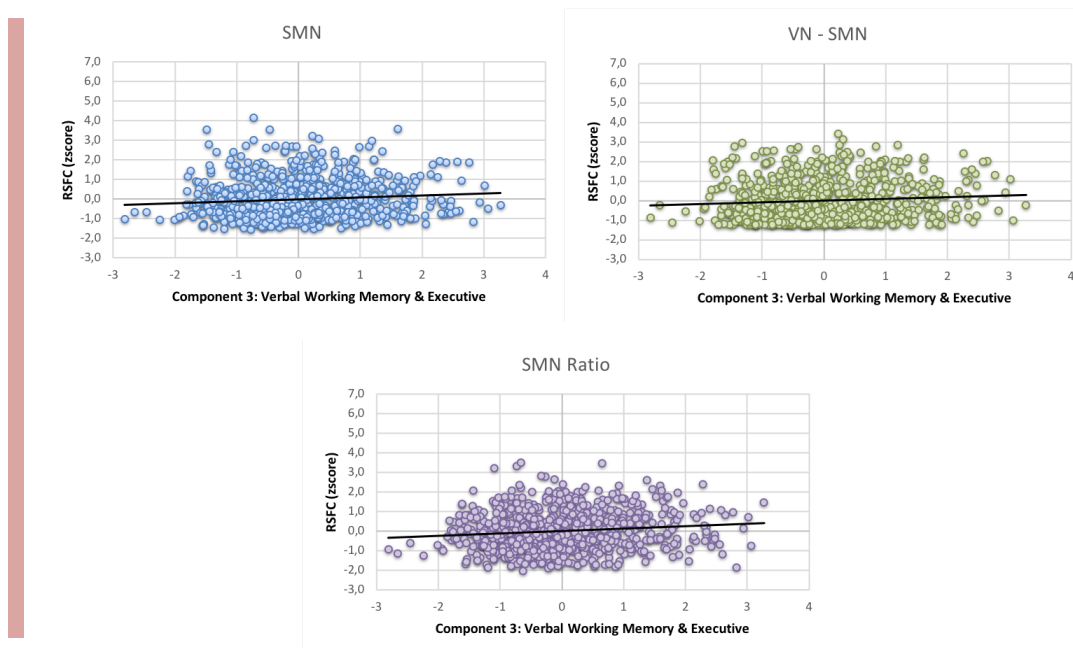 SMN
7,0
6,0
5,0
4,0
3,0
2,0
1,0
0,0
-1,0
-2,0
-3,0
RSFC (zscore)
-3 -2 -1 0 1 2 3 4
Component 3: Verbal Working Memory & Executive
VN - SMN
7,0
6,0
5,0
4,0
3,0
2,0
1,0
0,0
-1,0
-2,0
-3,0
RSFC (zscore)
-3 -2 -1 0 1 2 3 4
Component 3: Verbal Working Memory & Executive
SMN Ratio
7,0
6,0
5,0
4,0
3,0
2,0
1,0
0,0
-1,0
-2,0
-3,0
RSFC (zscore)
-3 -2 -1 0 1 2 3 4
Component 3: Verbal Working Memory & Executive